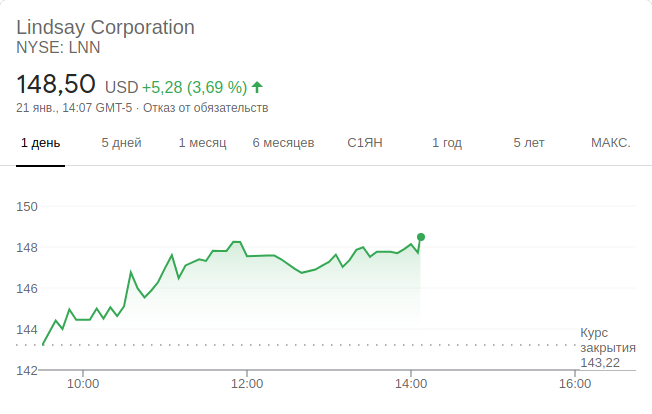 Lindsay Corporation
NYSE: LNN
148,50 USD +5,28 (3,69 %)
21 янв., 14:07 GMT-5 · Отказ от обязательств
1 день 5 дней 1 месяц 6 месяцев С1ЯН 1 год 5 лет МАКС.
150
148
146
144
142
Курс
закрытия
143,22
10:00 12:00 14:00 16:00